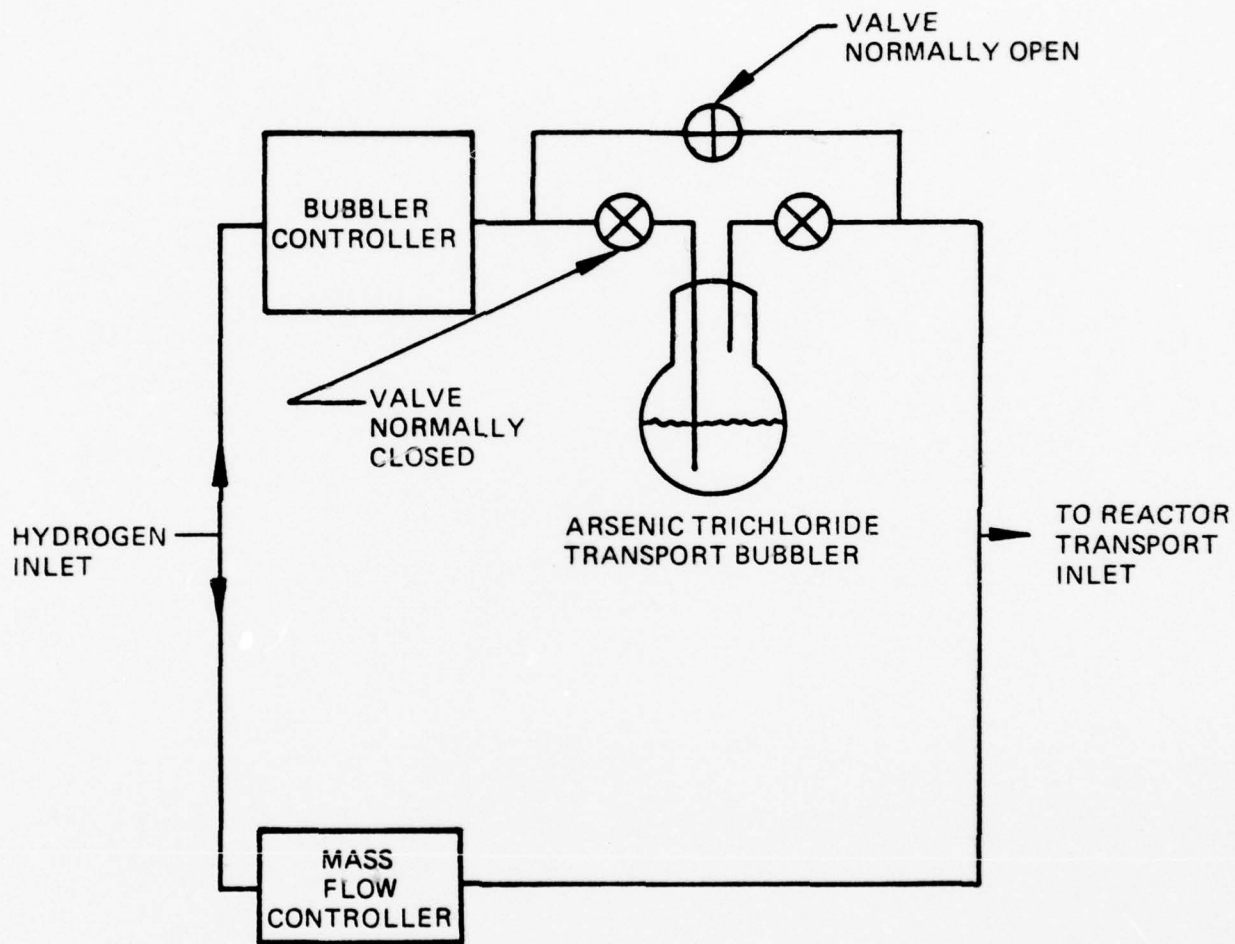 VALVE
NORMALLY OPEN
BUBBLER
CONTROLLER
VALVE
NORMALLY
CLOSED
HYDROGEN
INLET
ARSENIC TRICHLORIDE
TRANSPORT BUBBLER
TO REACTOR
TRANSPORT
INLET
MASS
FLOW
CONTROLLER